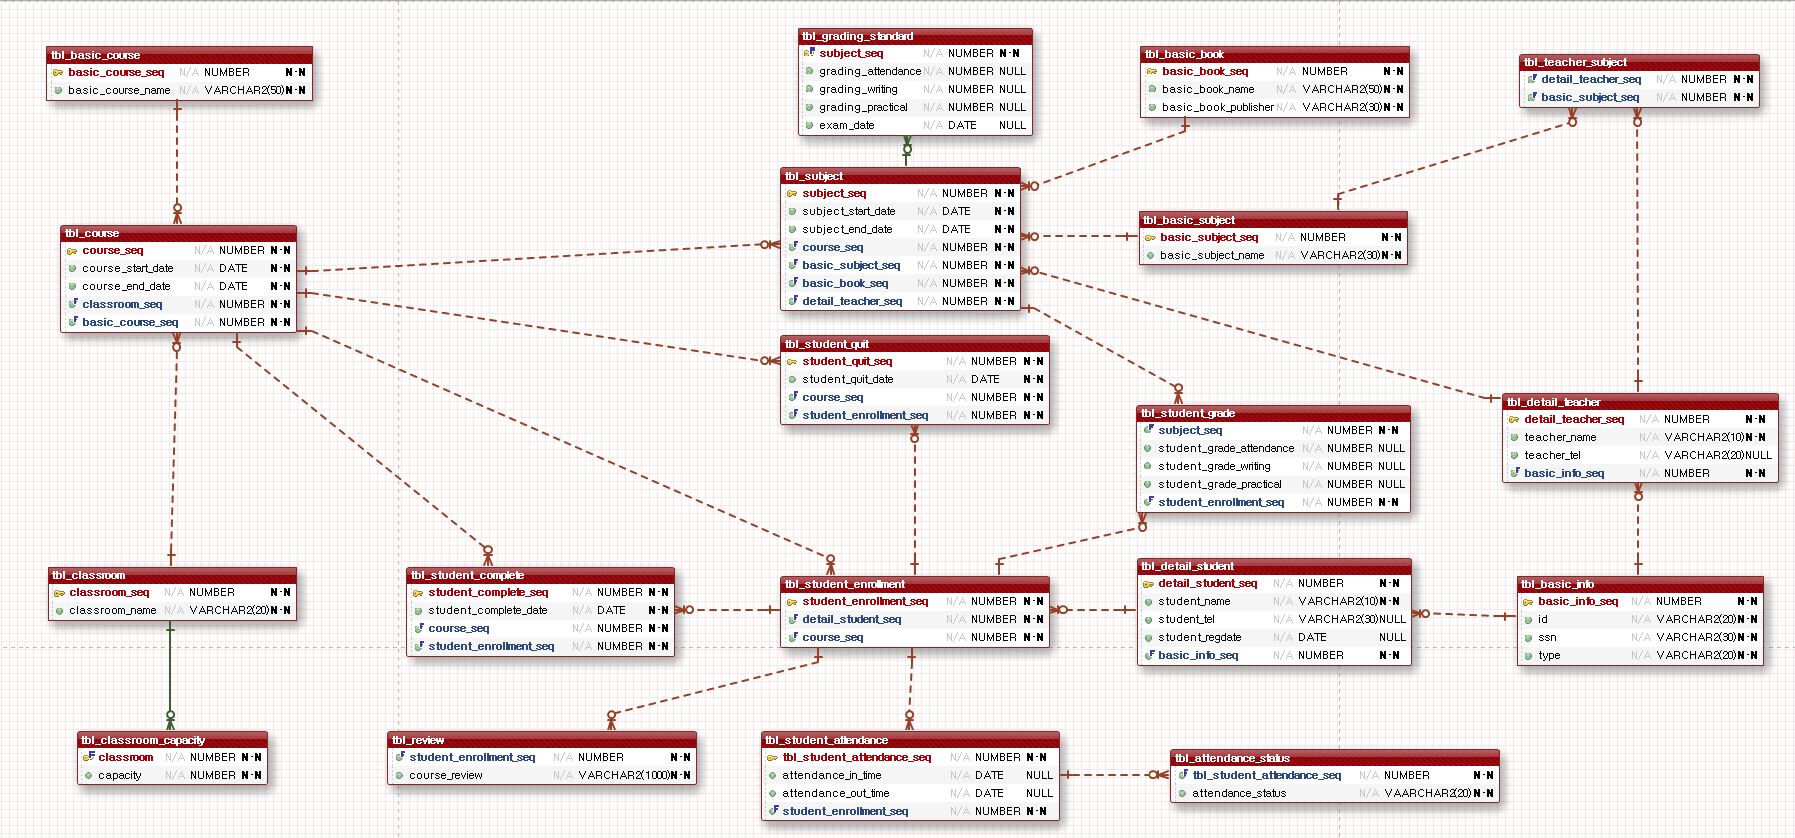 tbl_basic_course
basic_course_seq N/A NUMBER N-N
basic_course_name N/A VARCHAR2(50) N-N
tbl_grading_standard
subject_seq N/A NUMBER N-N
grading_attendance N/A NUMBER NULL
grading_writing N/A NUMBER NULL
grading_practical N/A NUMBER NULL
exam_date N/A DATE NULL
tbl_basic_book
basic_book_seq N/A NUMBER N-N
basic_book_name N/A VARCHAR2(50) N-N
basic_book_publisher N/A VARCHAR2(30) N-N
tbl_teacher_subject
detail_teacher_seq N/A NUMBER N-N
basic_subject_seq N/A NUMBER N-N
tbl_course
course_seq N/A NUMBER N-N
course_start_date N/A DATE N-N
course_end_date N/A DATE N-N
classroom_seq N/A NUMBER N-N
basic_course_seq N/A NUMBER N-N
tbl_subject
subject_seq N/A NUMBER N-N
subject_start_date N/A DATE N-N
subject_end_date N/A DATE N-N
course_seq N/A NUMBER N-N
basic_subject_seq N/A NUMBER N-N
basic_book_seq N/A NUMBER N-N
detail_teacher_seq N/A NUMBER N-N
tbl_basic_subject
basic_subject_seq N/A NUMBER N-N
basic_subject_name N/A VARCHAR2(30) N-N
tbl_student_quit
student_quit_seq N/A NUMBER N-N
student_quit_date N/A DATE N-N
course_seq N/A NUMBER N-N
student_enrollment_seq N/A NUMBER N-N
tbl_student_grade
subject_seq N/A NUMBER N-N
student_grade_attendance N/A NUMBER NULL
student_grade_writing N/A NUMBER NULL
student_grade_practical N/A NUMBER NULL
student_enrollment_seq N/A NUMBER N-N
tbl_detail_teacher
detail_teacher_seq N/A NUMBER N-N
teacher_name N/A VARCHAR2(10) N-N
teacher_tel N/A VARCHAR2(20) NULL
basic_info_seq N/A NUMBER N-N
tbl_classroom
classroom_seq N/A NUMBER N-N
classroom_name N/A VARCHAR2(20) N-N
tbl_student_complete
student_complete_seq N/A NUMBER N-N
student_complete_date N/A DATE N-N
course_seq N/A NUMBER N-N
student_enrollment_seq N/A NUMBER N-N
tbl_student_enrollment
student_enrollment_seq N/A NUMBER N-N
detail_student_seq N/A NUMBER N-N
course_seq N/A NUMBER N-N
tbl_detail_student
detail_student_seq N/A NUMBER N-N
student_name N/A VARCHAR2(10) N-N
student_tel N/A VARCHAR2(30) NULL
student_regdate N/A DATE NULL
basic_info_seq N/A NUMBER N-N
tbl_basic_info
basic_info_seq N/A NUMBER N-N
id N/A VARCHAR2(20) N-N
ssn N/A VARCHAR2(30) N-N
type N/A VARCHAR2(20) N-N
tbl_classroom_capacity
classroom N/A NUMBER N-N
capacity N/A NUMBER N-N
tbl_review
student_enrollment_seq N/A NUMBER N-N
course_review N/A VARCHAR2(1000) N-N
tbl_student_attendance
tbl_student_attendance_seq N/A NUMBER N-N
attendance_in_time N/A DATE NULL
attendance_out_time N/A DATE NULL
student_enrollment_seq N/A NUMBER N-N
tbl_attendance_status
tbl_student_attendance_seq N/A NUMBER N-N
attendance_status N/A VAARCHAR2(20) N-N